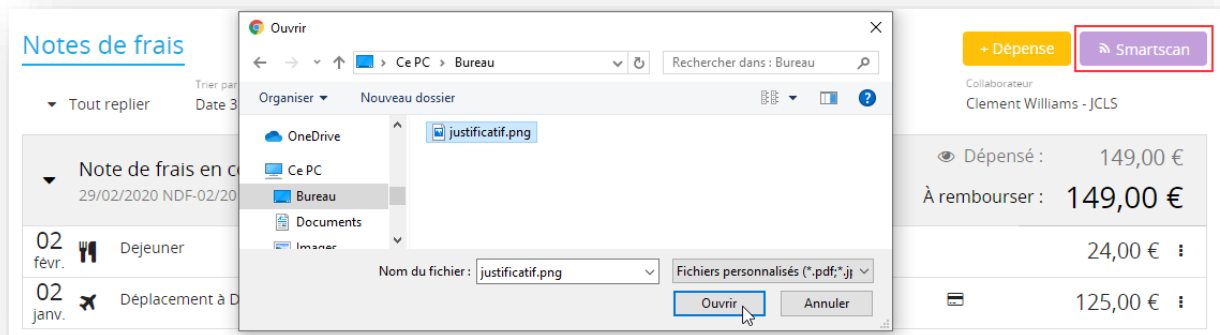 Ouvrir
Notes de frais
+ Dépense
Smartscan
Ce PC > Bureau
Rechercher dans : Bureau
Trier par
Collaborateur
Tout replier
Date 3
Organiser
Nouveau dossier
Clement Williams - JCLS
OneDrive
justificatif.png
Ce PC
Note de frais en c
Dépensé :
149,00 €
29/02/2020 NDF-02/20
Bureau
À rembourser :
149,00 €
Documents
Images
02
févr.
Dejeuner
24,00 €
Nom du fichier :
justificatif.png
Fichiers personnalisés (*.pdf;*.j
Ouvrir
Annuler
02
janv.
Déplacement à D
125,00 €